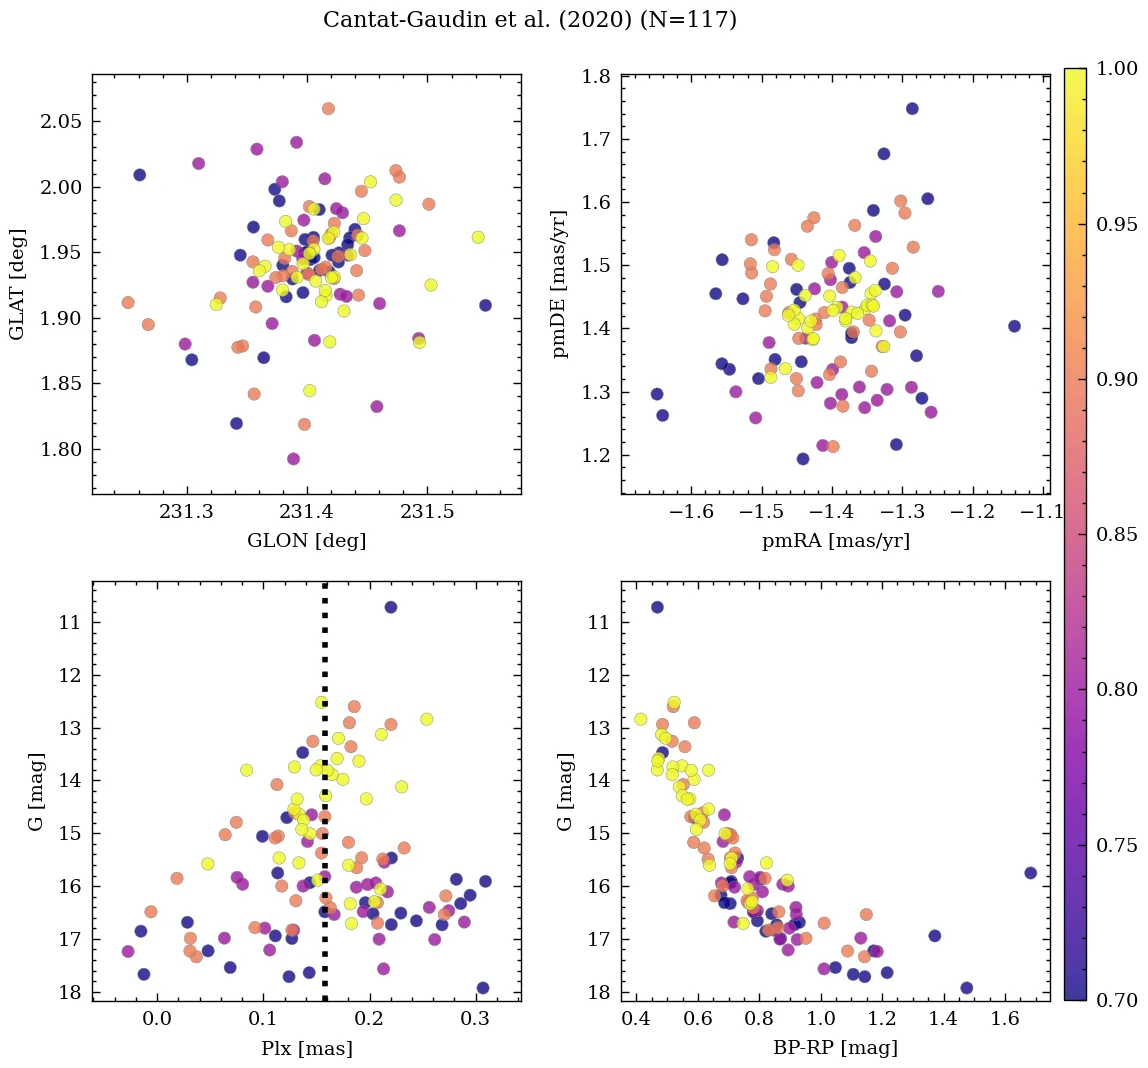 Cantat-Gaudin et al. (2020) (N=117)
GLAT [deg]
2.05
2.00
1.95
1.90
1.85
1.80
231.3 231.4 231.5
GLON [deg]
pmDE [mas/yr]
1.8
1.7
1.6
1.5
1.4
1.3
1.2
−1.6 −1.5 −1.4 −1.3 −1.2 −1.1
pmRA [mas/yr]
G [mag]
11
12
13
14
15
16
17
18
0.0 0.1 0.2 0.3
Plx [mas]
G [mag]
11
12
13
14
15
16
17
18
0.4 0.6 0.8 1.0 1.2 1.4 1.6
BP-RP [mag]
1.00
0.95
0.90
0.85
0.80
0.75
0.70